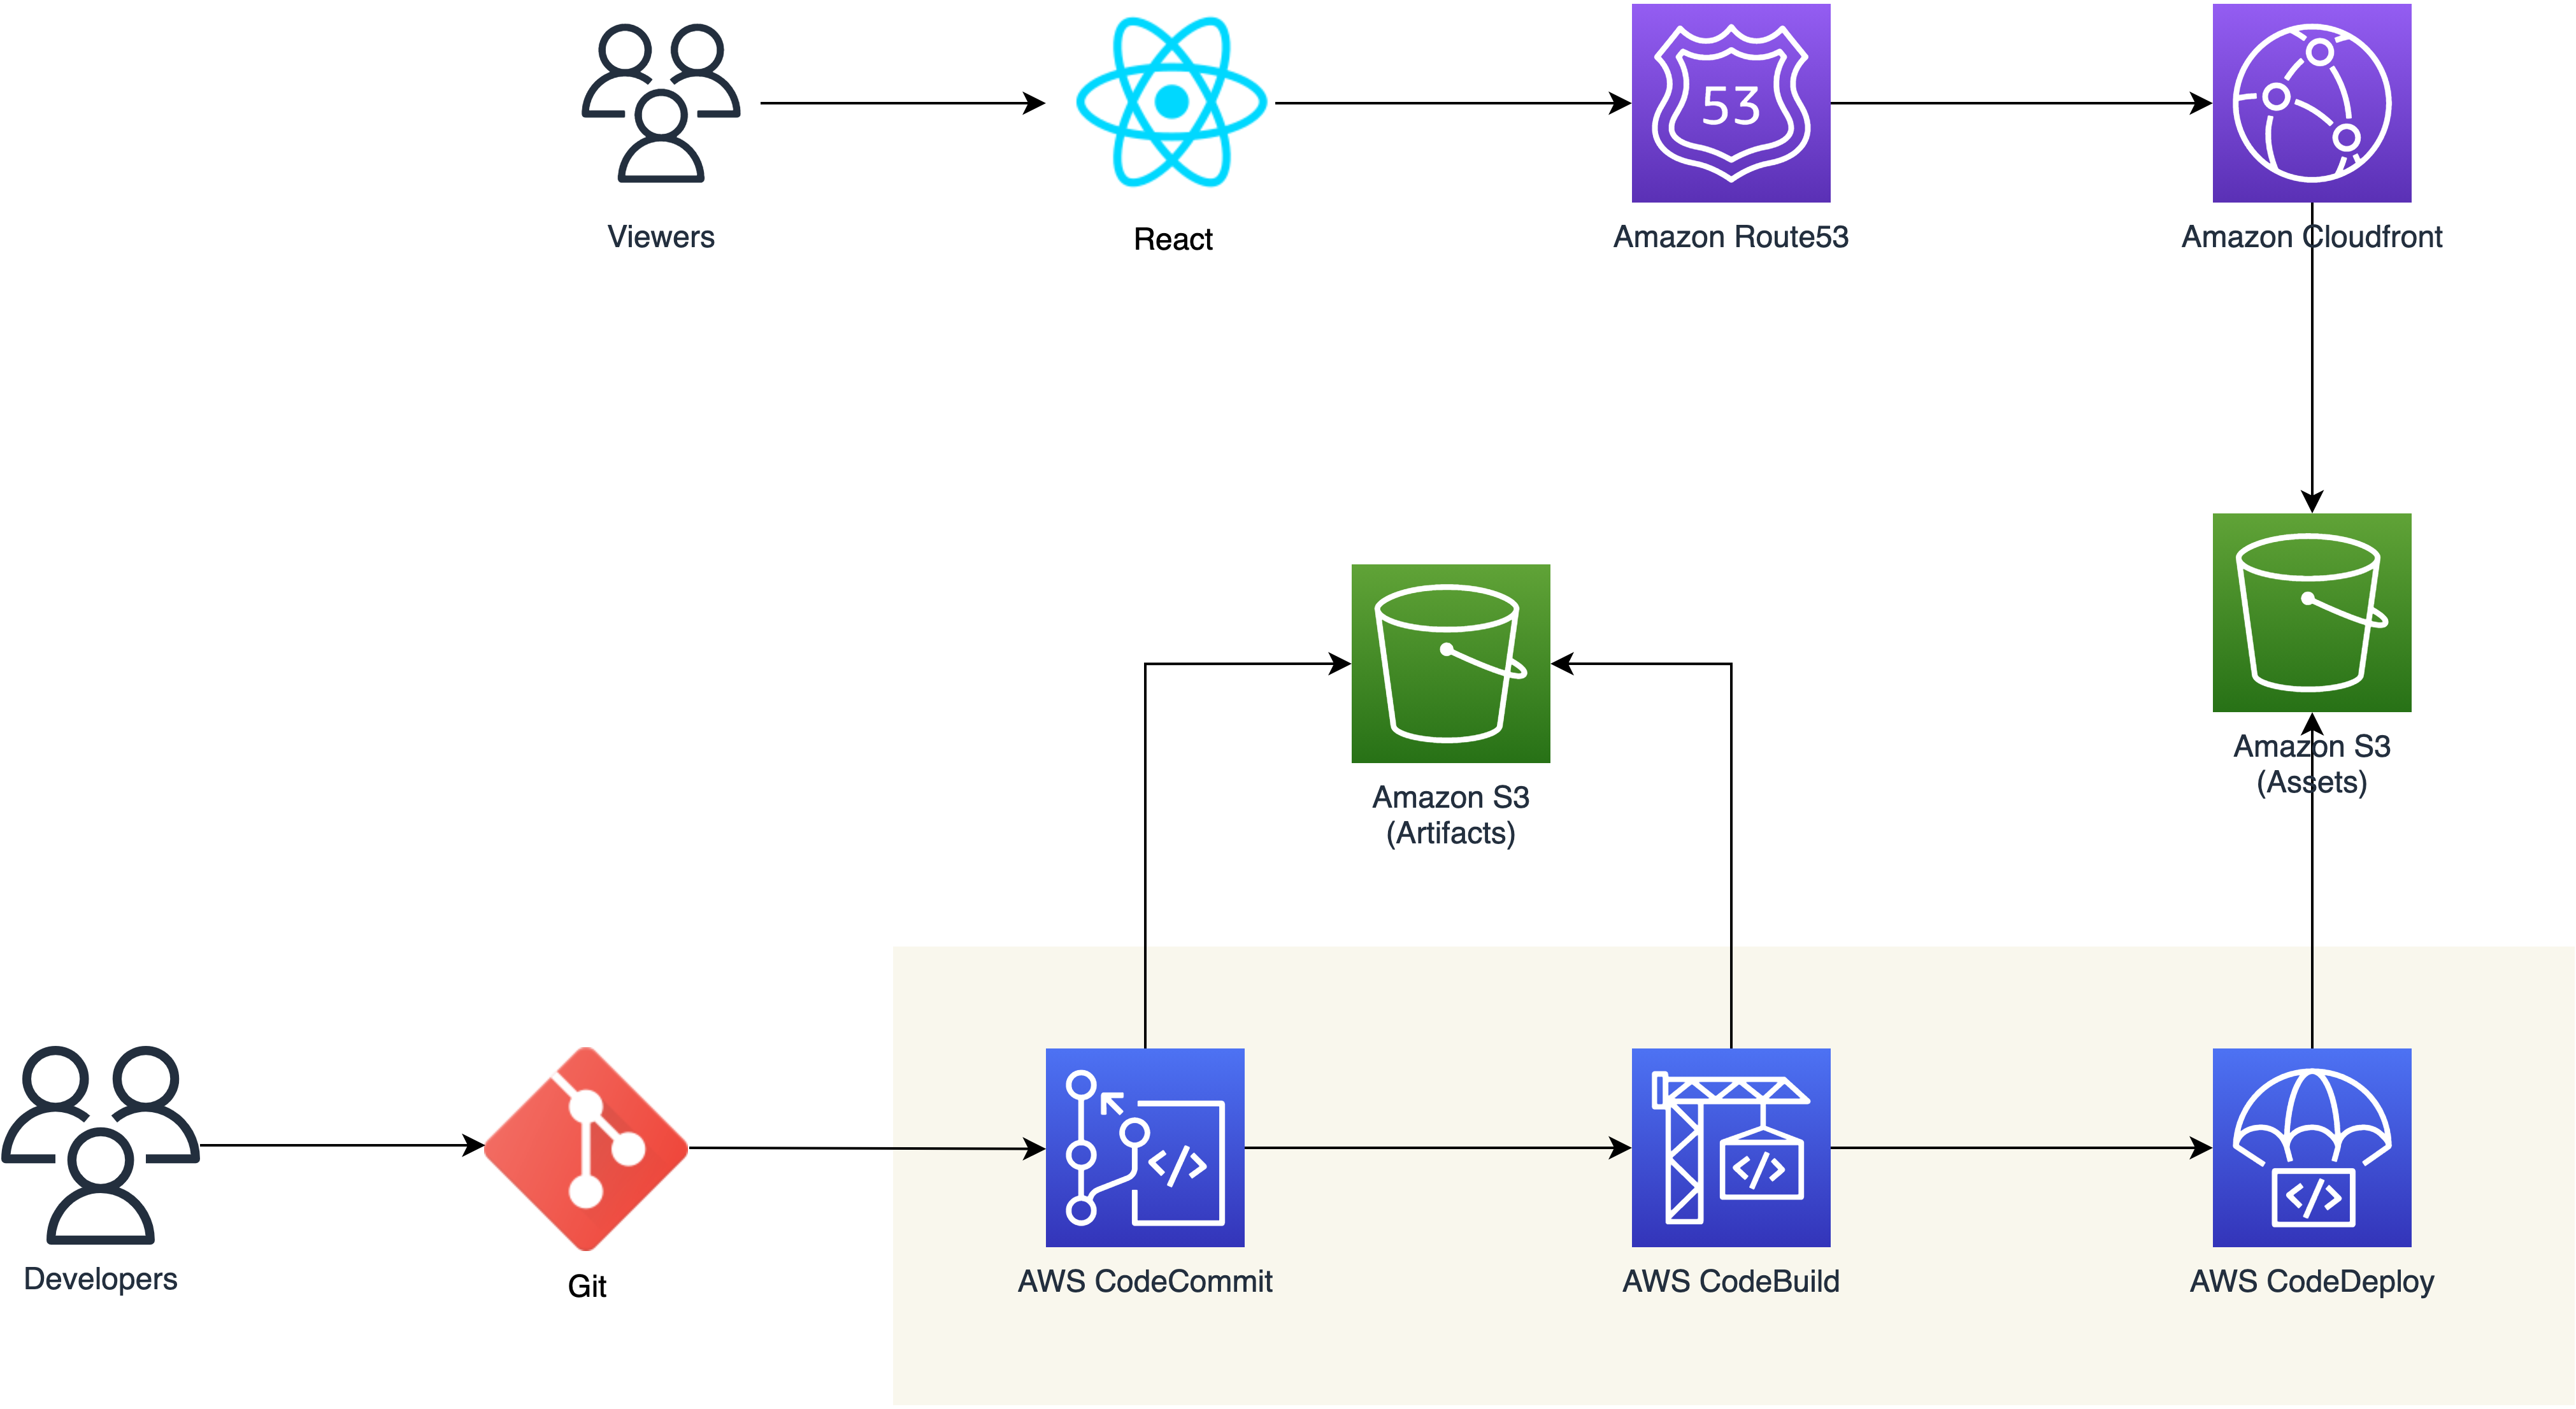 53
Viewers
React
Amazon Route53
Amazon Cloudfront
Amazon S3
(Assets)
Amazon S3
(Artifacts)
</>
</>
</>
Developers
Git
AWS CodeCommit
AWS CodeBuild
AWS CodeDeploy